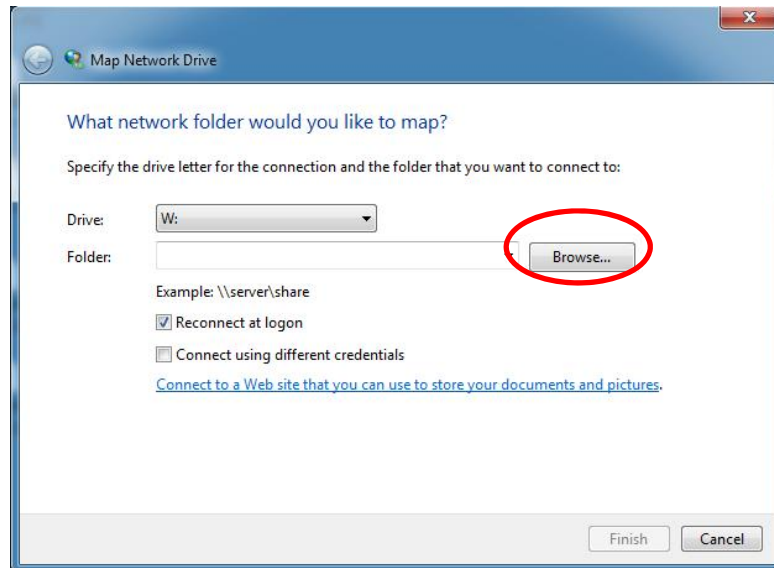 Map Network Drive
What network folder would you like to map?
Specify the drive letter for the connection and the folder that you want to connect to:
Drive: W:
Folder: Browse...
Example: \\server\share
Reconnect at logon
Connect using different credentials
Connect to a Web site that you can use to store your documents and pictures.
Finish Cancel